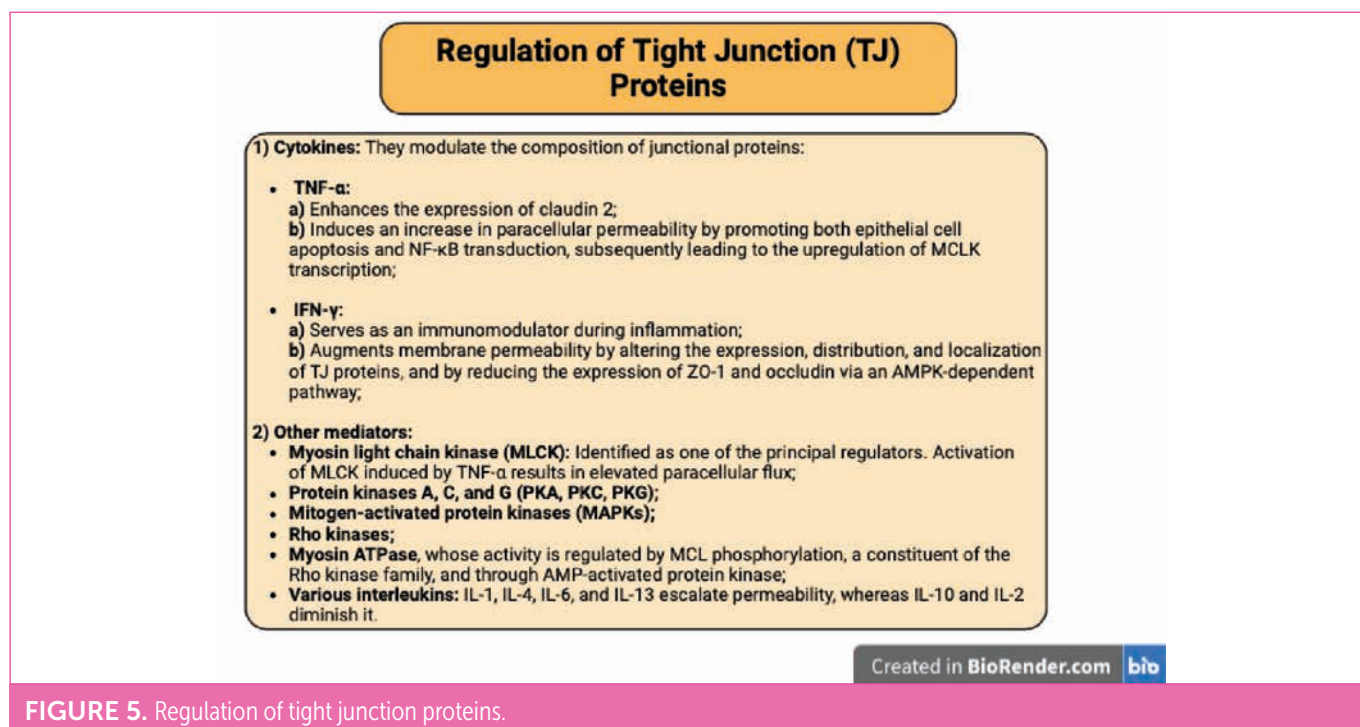 Regulation of Tight Junction (TJ)
Proteins
1) Cytokines: They modulate the composition of junctional proteins:
• TNF-α:
a) Enhances the expression of claudin 2;
b) Induces an increase in paracellular permeability by promoting both epithelial cell
apoptosis and NF-κB transduction, subsequently leading to the upregulation of MCLK
transcription;
• IFN-γ:
a) Serves as an immunomodulator during inflammation;
b) Augments membrane permeability by altering the expression, distribution, and localization
of TJ proteins, and by reducing the expression of ZO-1 and occludin via an AMPK-dependent
pathway;
2) Other mediators:
• Myosin light chain kinase (MLCK): Identified as one of the principal regulators. Activation
of MLCK induced by TNF-α results in elevated paracellular flux;
• Protein kinases A, C, and G (PKA, PKC, PKG);
• Mitogen-activated protein kinases (MAPKs);
• Rho kinases;
• Myosin ATPase, whose activity is regulated by MCL phosphorylation, a constituent of the
Rho kinase family, and through AMP-activated protein kinase;
• Various interleukins: IL-1, IL-4, IL-6, and IL-13 escalate permeability, whereas IL-10 and IL-2
diminish it.
Created in BioRender.com bio
FIGURE 5. Regulation of tight junction proteins.